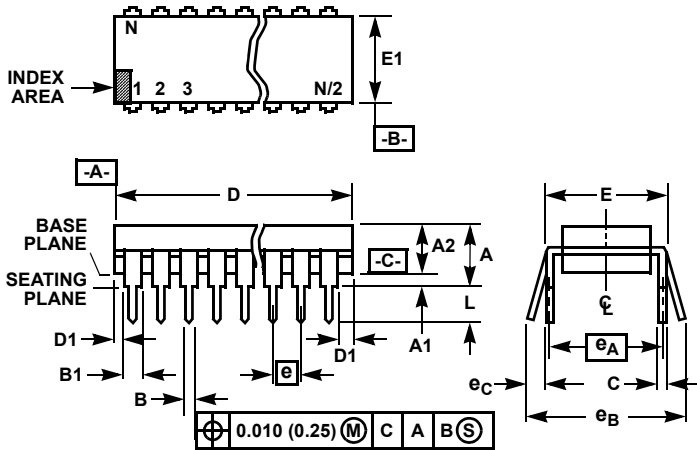 N
E1
INDEX
AREA
1 2 3 N/2
-B-
-A-
D
E
BASE
PLANE
A2
A
-C-
SEATING
PLANE
L
C
L
D1
A1
D1
eA
B1
e
eC
C
B
eB
0.010 (0.25) M C A B S